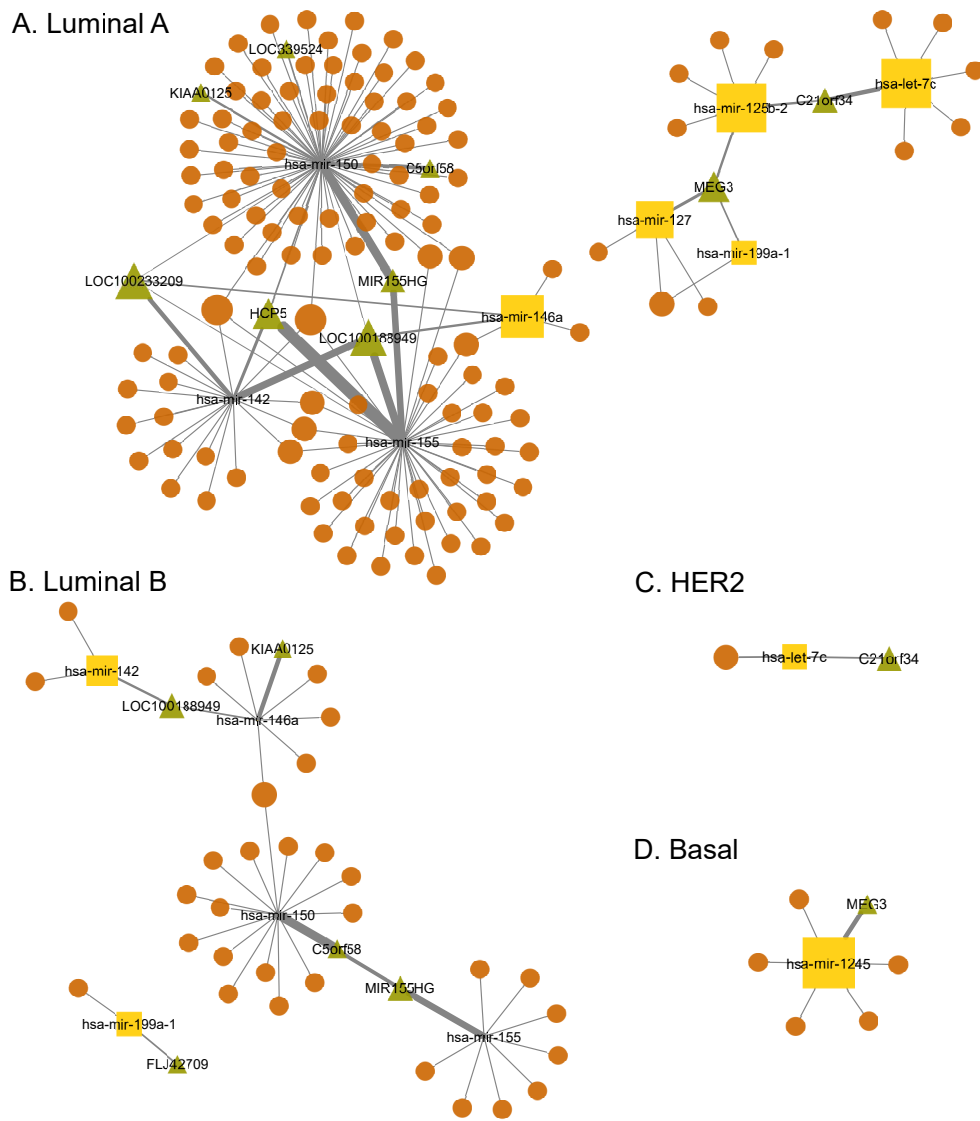 A. Luminal A
LOC339524
KIAA0125
hsa-mir-150
C5orf58
hsa-let-7c
C21orf34
hsa-mir-125b-2
MEG3
hsa-mir-127
hsa-mir-199a-1
LOC100233209
MIR155HG
HCP5
hsa-mir-146a
LOC100188949
hsa-mir-142
hsa-mir-155
B. Luminal B
KIAA0125
hsa-mir-142
LOC100188949
hsa-mir-146a
hsa-mir-150
C5orf58
MIR155HG
hsa-mir-199a-1
hsa-mir-155
FLJ42709
C. HER2
hsa-let-7c
C21orf34
D. Basal
MEG3
hsa-mir-1245